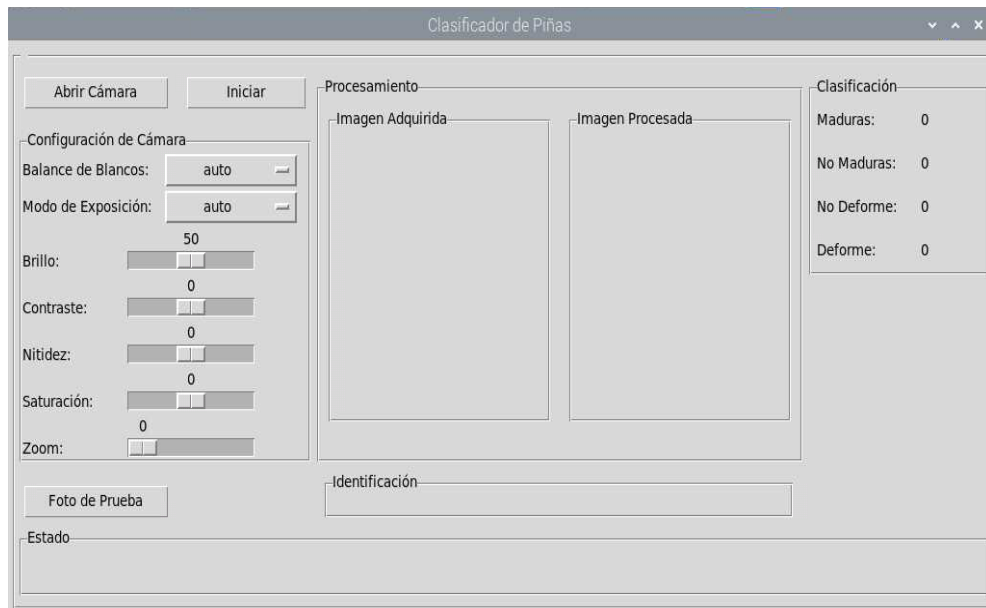 Clasificador de Piñas
Abrir Cámara
Iniciar
Configuración de Cámara
Balance de Blancos: auto
Modo de Exposición: auto
50
Brillo:
0
Contraste:
0
Nitidez:
0
Saturación:
0
Zoom:
Foto de Prueba
Procesamiento
Imagen Adquirida
Imagen Procesada
Identificación
Clasificación
Maduras: 0
No Maduras: 0
No Deforme: 0
Deforme: 0
Estado